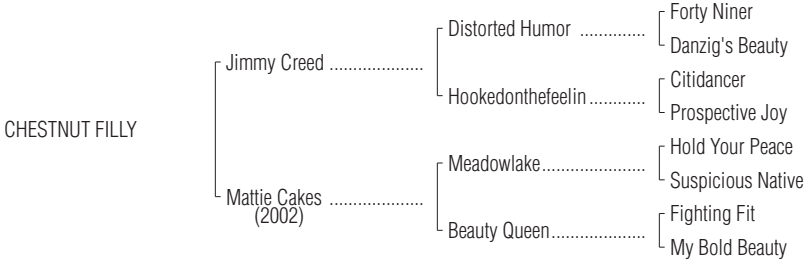 Forty Niner
Distorted Humor ..............
Danzig's Beauty
Jimmy Creed ....................
Citidancer
Hookedonthefeelin ............
Prospective Joy
CHESTNUT FILLY
Hold Your Peace
Meadowlake......................
Suspicious Native
Mattie Cakes ....................
(2002)
Fighting Fit
Beauty Queen....................
My Bold Beauty